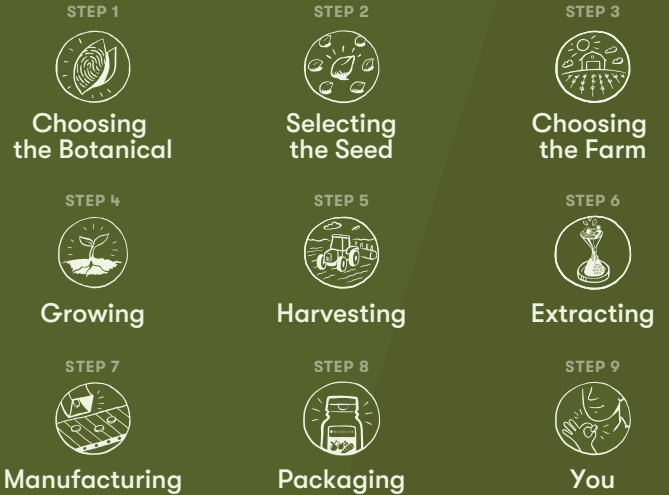 STEP 1
Choosing
the Botanical
STEP 2
Selecting
the Seed
STEP 3
Choosing
the Farm
STEP 4
Growing
STEP 5
Harvesting
STEP 6
Extracting
STEP 7
Manufacturing
STEP 8
Packaging
STEP 9
You